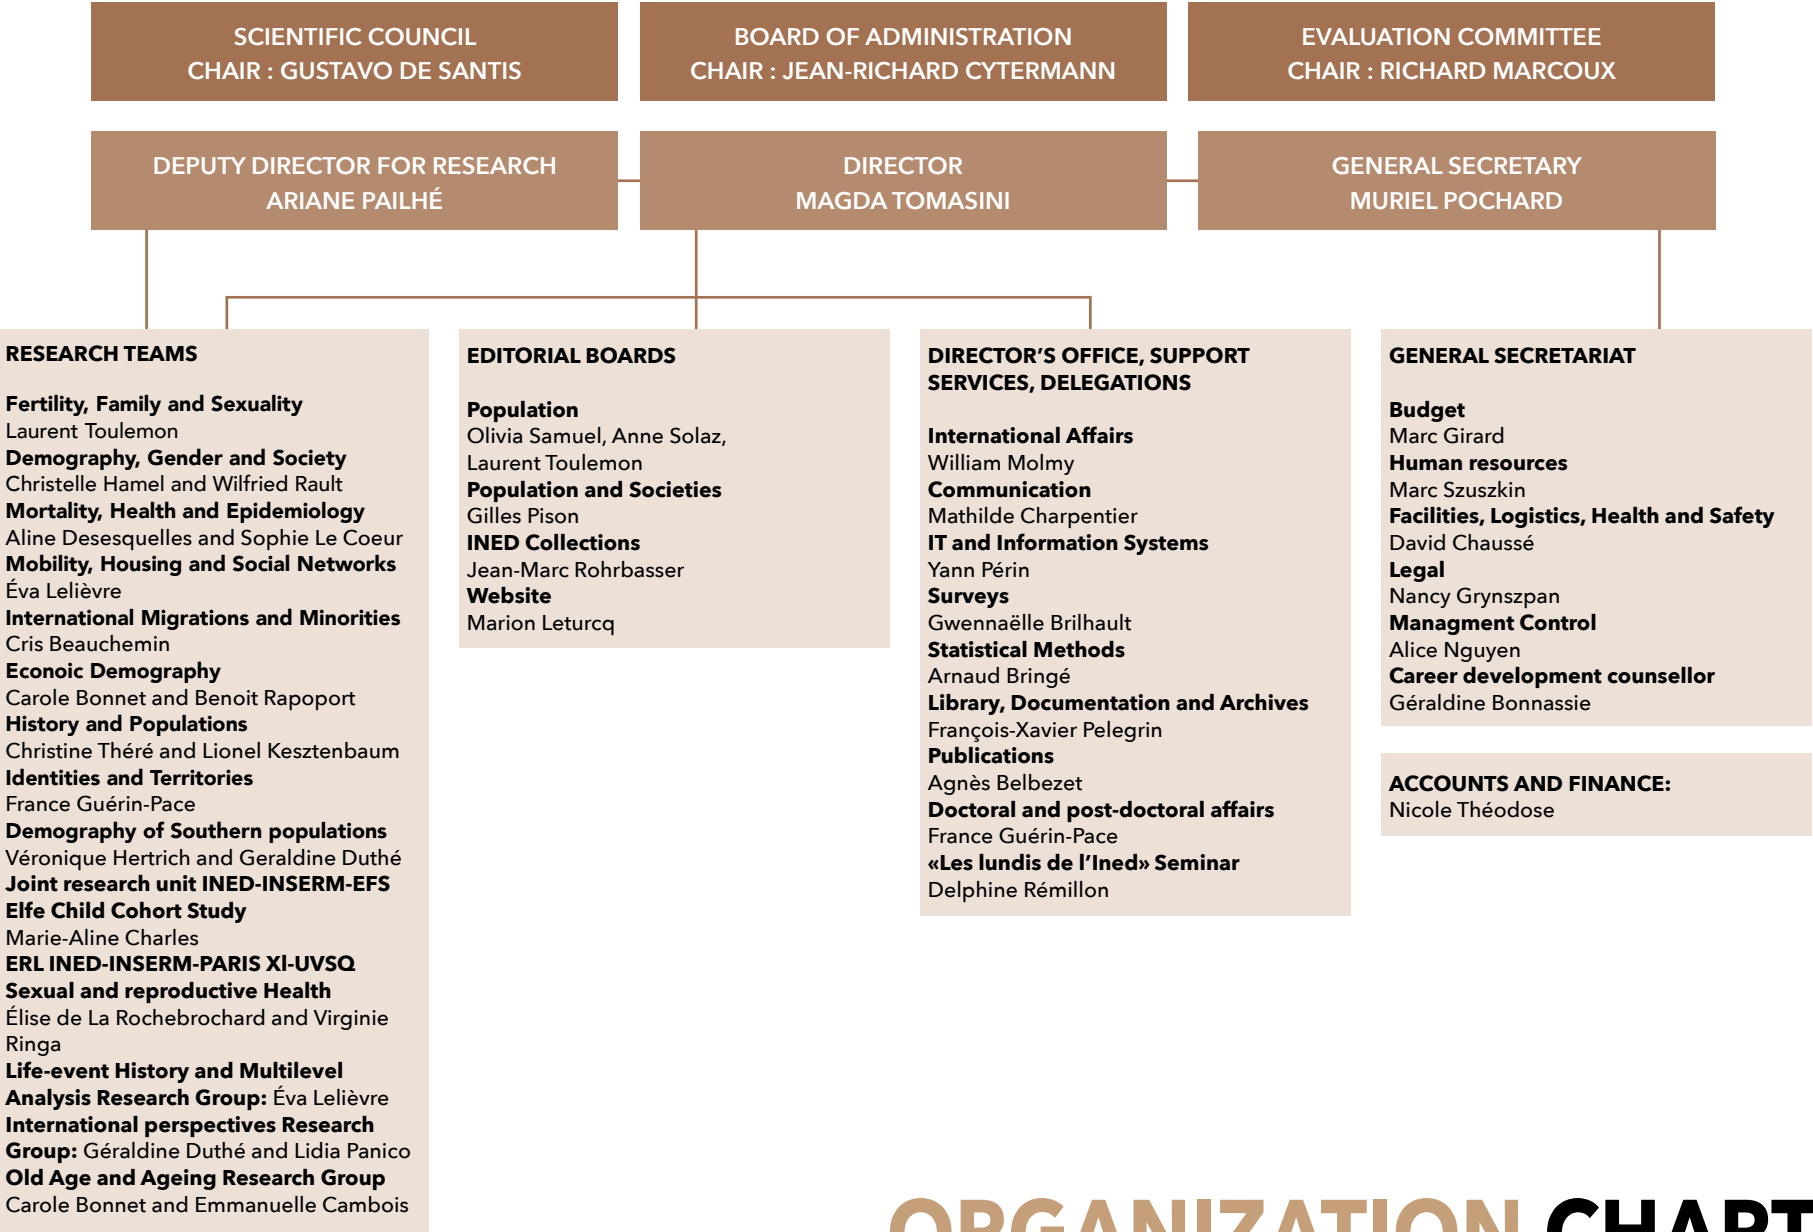 SCIENTIFIC COUNCIL
CHAIR : GUSTAVO DE SANTIS
BOARD OF ADMINISTRATION
CHAIR : JEAN-RICHARD CYTERMANN
EVALUATION COMMITTEE
CHAIR : RICHARD MARCOUX
DEPUTY DIRECTOR FOR RESEARCH
ARIANE PAILHÉ
DIRECTOR
MAGDA TOMASINI
GENERAL SECRETARY
MURIEL POCHARD
RESEARCH TEAMS
Fertility, Family and Sexuality
Laurent Toulemon
Demography, Gender and Society
Christelle Hamel and Wilfried Rault
Mortality, Health and Epidemiology
Aline Desesquelles and Sophie Le Coeur
Mobility, Housing and Social Networks
Éva Lelièvre
International Migrations and Minorities
Cris Beauchemin
Econoic Demography
Carole Bonnet and Benoit Rapoport
History and Populations
Christine Théré and Lionel Kesztenbaum
Identities and Territories
France Guérin-Pace
Demography of Southern populations
Véronique Hertrich and Geraldine Duthé
Joint research unit INED-INSERM-EFS
Elfe Child Cohort Study
Marie-Aline Charles
ERL INED-INSERM-PARIS Xl-UVSQ
Sexual and reproductive Health
Élise de La Rochebrochard and Virginie
Ringa
Life-event History and Multilevel
Analysis Research Group: Éva Lelièvre
International perspectives Research
Group: Géraldine Duthé and Lidia Panico
Old Age and Ageing Research Group
Carole Bonnet and Emmanuelle Cambois
EDITORIAL BOARDS
Population
Olivia Samuel, Anne Solaz,
Laurent Toulemon
Population and Societies
Gilles Pison
INED Collections
Jean-Marc Rohrbasser
Website
Marion Leturcq
DIRECTOR’S OFFICE, SUPPORT
SERVICES, DELEGATIONS
International Affairs
William Molmy
Communication
Mathilde Charpentier
IT and Information Systems
Yann Périn
Surveys
Gwennaëlle Brilhault
Statistical Methods
Arnaud Bringé
Library, Documentation and Archives
François-Xavier Pelegrin
Publications
Agnès Belbezet
Doctoral and post-doctoral affairs
France Guérin-Pace
«Les lundis de l’Ined» Seminar
Delphine Rémillon
GENERAL SECRETARIAT
Budget
Marc Girard
Human resources
Marc Szuszkin
Facilities, Logistics, Health and Safety
David Chaussé
Legal
Nancy Grynszpan
Managment Control
Alice Nguyen
Career development counsellor
Géraldine Bonnassie
ACCOUNTS AND FINANCE:
Nicole Théodose
ORGANIZATION CHART